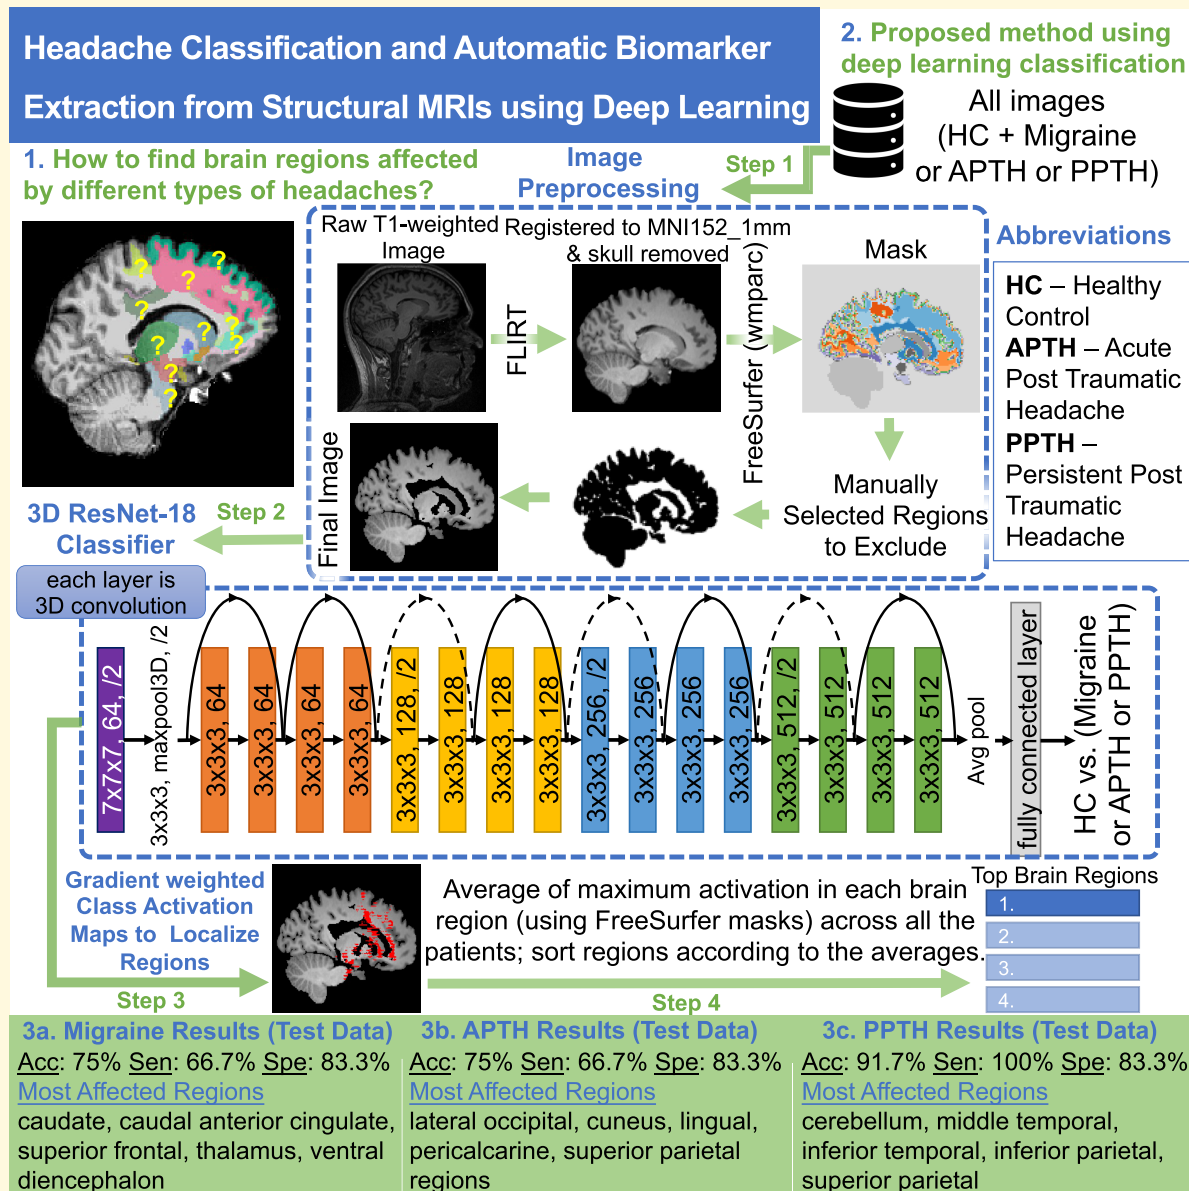 Headache Classification and Automatic Biomarker
Extraction from Structural MRIs using Deep Learning
2. Proposed method using
deep learning classification
All images
(HC + Migraine
or APTH or PPTH)
1. How to find brain regions affected
by different types of headaches?
Image
Preprocessing
Step 1
? ? ? ? ? ? ? ? ? ?
Raw T1-weighted
Image
Registered to MNI152_1mm
& skull removed
Mask
FLIRT
FreeSurfer (wmparc)
Manually
Selected Regions
to Exclude
Final Image
Abbreviations
HC – Healthy
Control
APTH – Acute
Post Traumatic
Headache
PPTH –
Persistent Post
Traumatic
Headache
3D ResNet-18
Classifier
Step 2
each layer is
3D convolution
7x7x7, 64, /2
3x3x3, maxpool3D, /2
3x3x3, 64
3x3x3, 64
3x3x3, 64
3x3x3, 64
3x3x3, 128, /2
3x3x3, 128
3x3x3, 128
3x3x3, 128
3x3x3, 256, /2
3x3x3, 256
3x3x3, 256
3x3x3, 256
3x3x3, 512, /2
3x3x3, 512
3x3x3, 512
3x3x3, 512
Avg pool
fully connected layer
HC vs. (Migraine
or APTH or PPTH)
Gradient weighted
Class Activation
Maps to Localize
Regions
Step 3
Average of maximum activation in each brain
region (using FreeSurfer masks) across all the
patients; sort regions according to the averages.
Step 4
Top Brain Regions
1.
2.
3.
4.
3a. Migraine Results (Test Data)
Acc: 75% Sen: 66.7% Spe: 83.3%
Most Affected Regions
caudate, caudal anterior cingulate,
superior frontal, thalamus, ventral
diencephalon
3b. APTH Results (Test Data)
Acc: 75% Sen: 66.7% Spe: 83.3%
Most Affected Regions
lateral occipital, cuneus, lingual,
pericalcarine, superior parietal
regions
3c. PPTH Results (Test Data)
Acc: 91.7% Sen: 100% Spe: 83.3%
Most Affected Regions
cerebellum, middle temporal,
inferior temporal, inferior parietal,
superior parietal